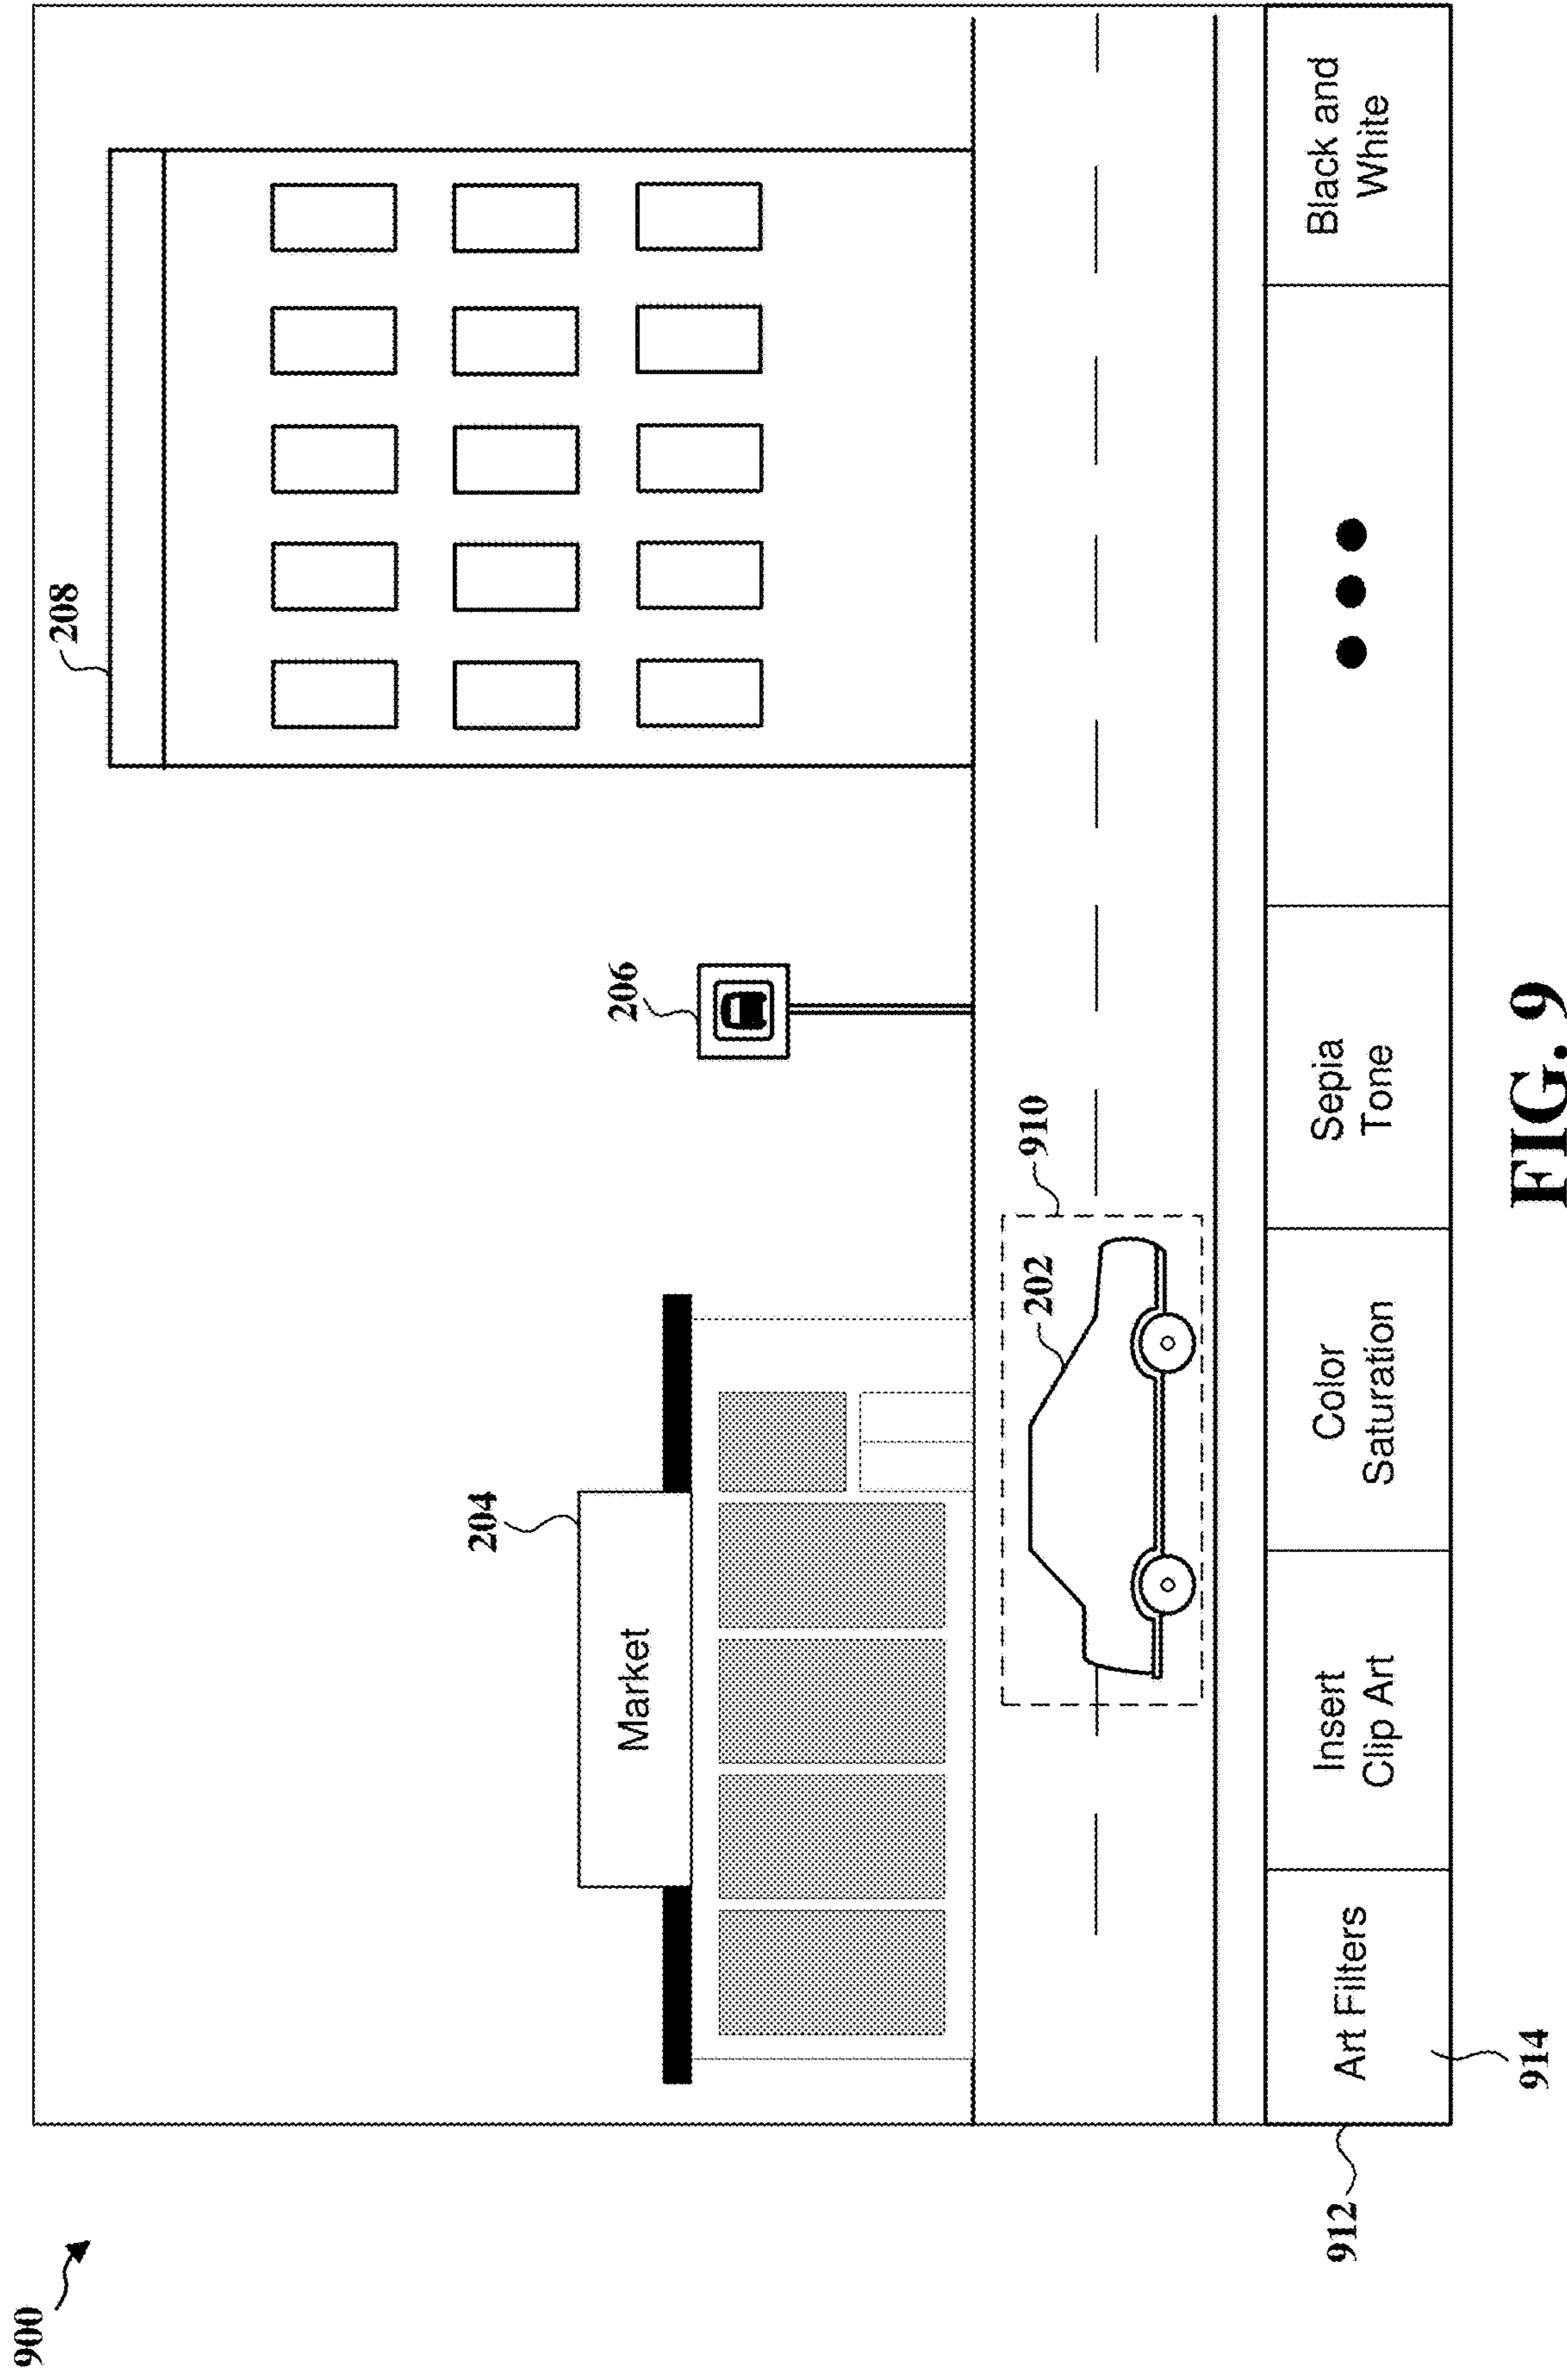 900
208
206
204
Market
910
202
912
Art Filters
Insert
Clip Art
Color
Saturation
Sepia
Tone
Black and
White
914
FIG. 9